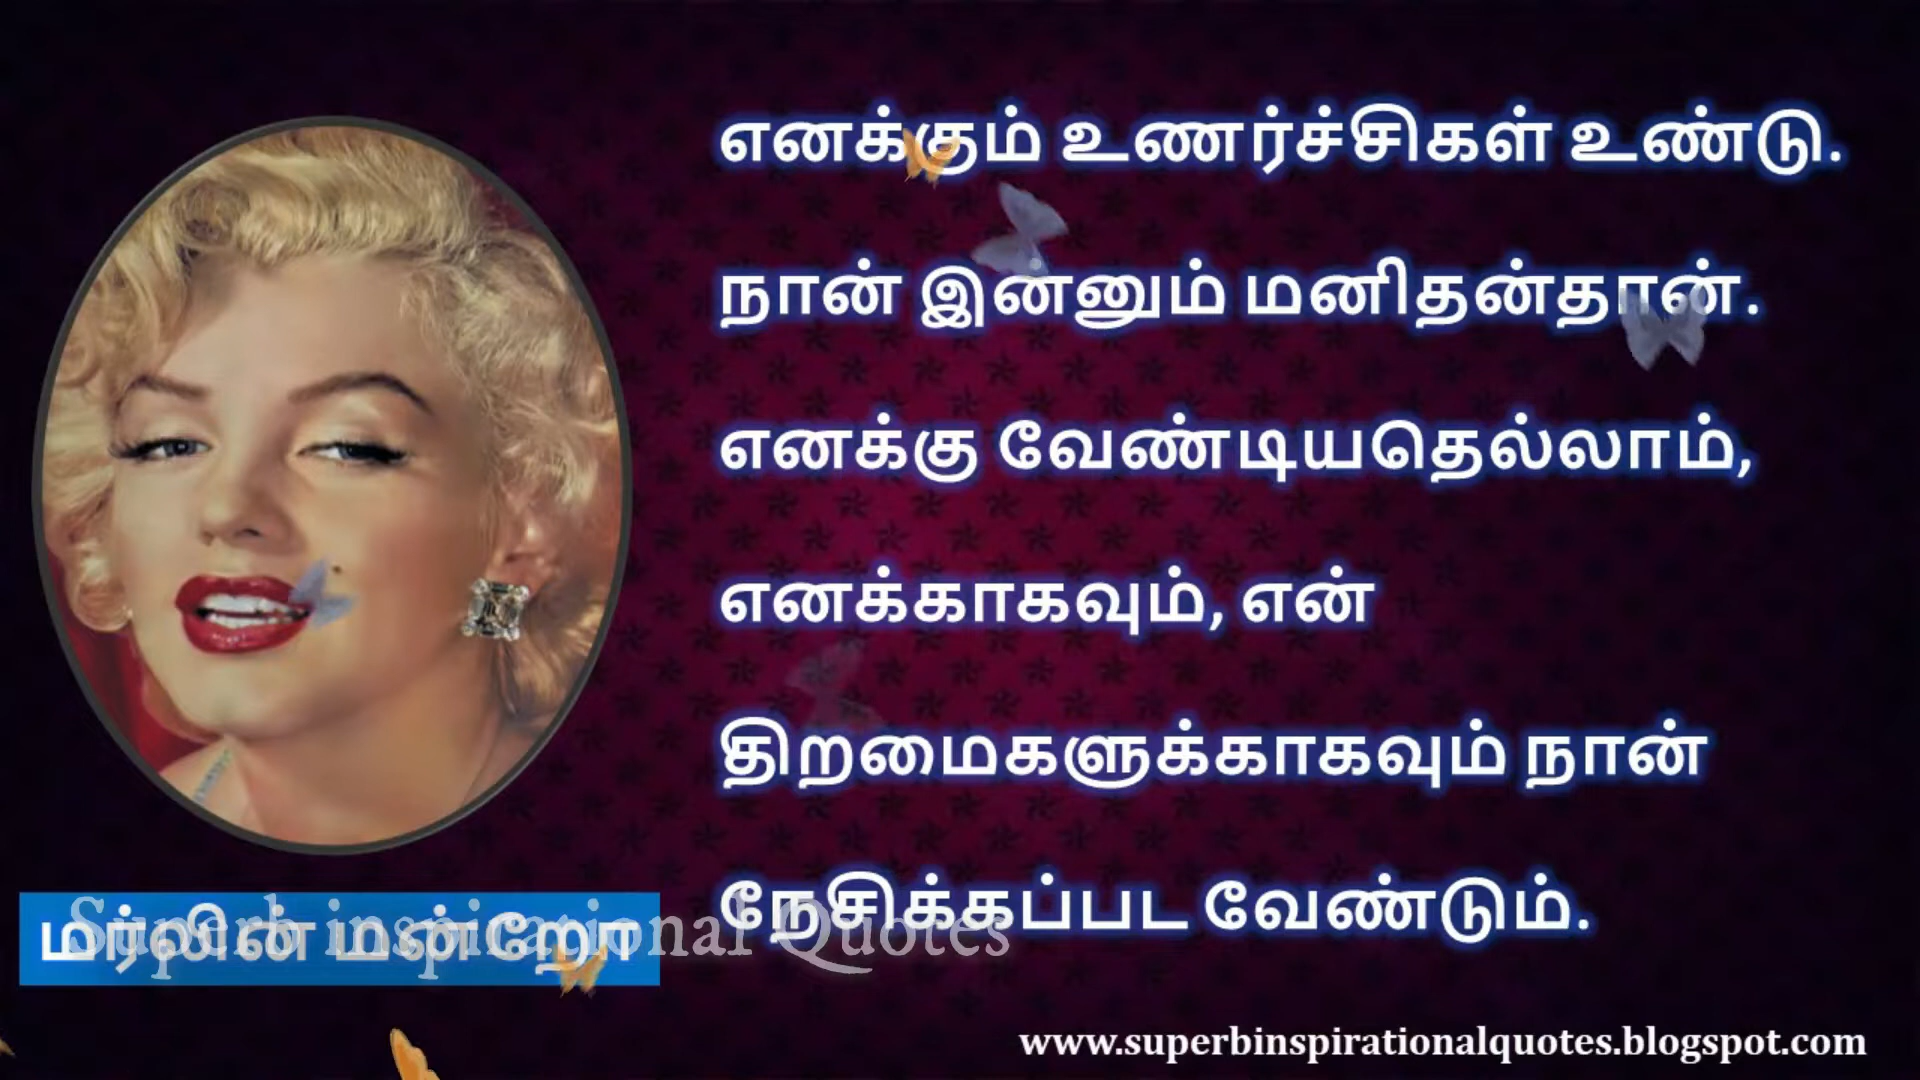 எனக்கும் உணர்ச்சிகள் உண்டு.
நான் இன்னும் மனிதன்தான்.
எனக்கு வேண்டியதெல்லாம்,
எனக்காகவும், என்
திறமைகளுக்காகவும் நான்
நேசிக்கப்பட வேண்டும்.
மர்லின் மன்றோ
Superb inspirational Quotes
www.superbinspirationalquotes.blogspot.com